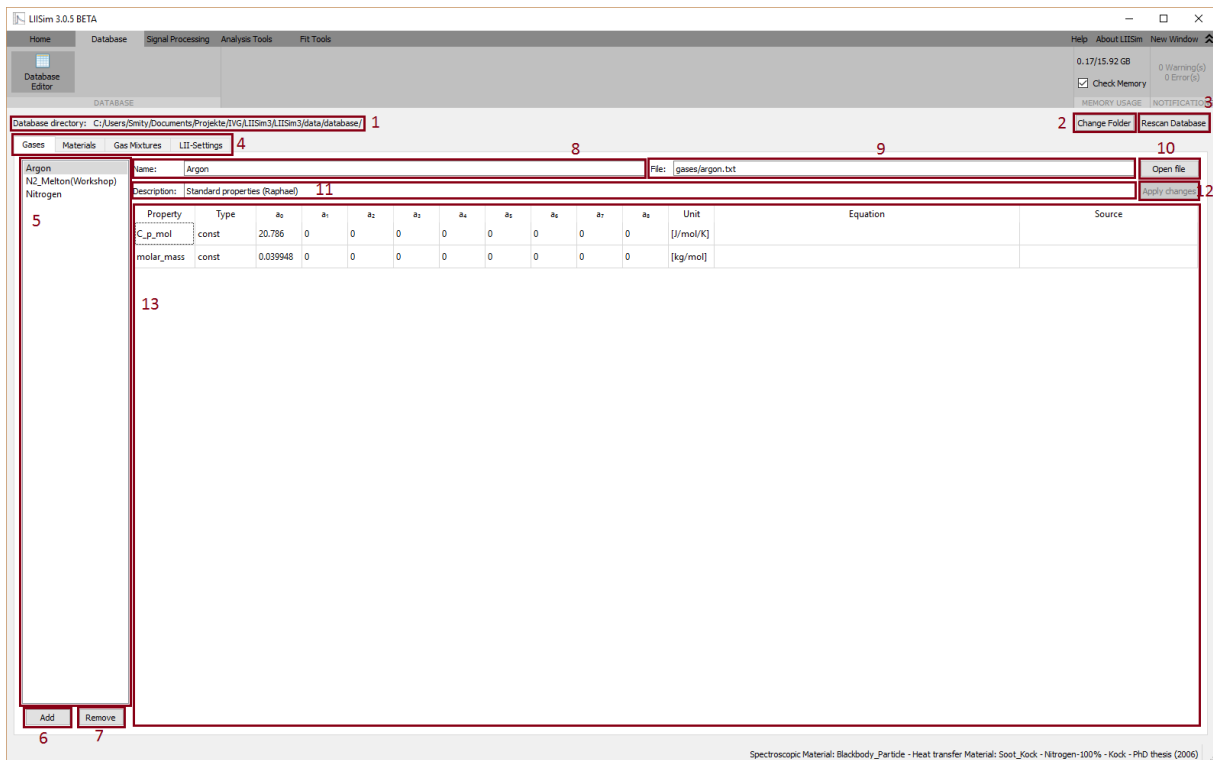 LIISim 3.0.5 BETA
Home Database Signal Processing Analysis Tools Fit Tools Help About LIISim New Window
Database Editor
0.17/15.92 GB
Check Memory
0 Warning(s)
0 Error(s)
DATABASE MEMORY USAGE NOTIFICATION
3
Database directory: C:/Users/Smity/Documents/Projekte/IVG/LIISim3/LIISim3/data/database/ 1 2 Change Folder Rescan Database
Gases Materials Gas Mixtures LII-Settings 4 8 9 10
Argon
N2_Melton(Workshop)
Nitrogen
5
Name: Argon File: gases/argon.txt Open file
Description: Standard properties (Raphael) 11 Apply changes 12
Property Type a₀ a₁ a₂ a₃ a₄ a₅ a₆ a₇ a₈ Unit Equation Source
C_p_mol const 20.786 0 0 0 0 0 0 0 0 [J/mol/K]
molar_mass const 0.039948 0 0 0 0 0 0 0 0 [kg/mol]
13
Add Remove
6 7
Spectroscopic Material: Blackbody_Particle - Heat transfer Material: Soot_Kock - Nitrogen-100% - Kock - PhD thesis (2006)